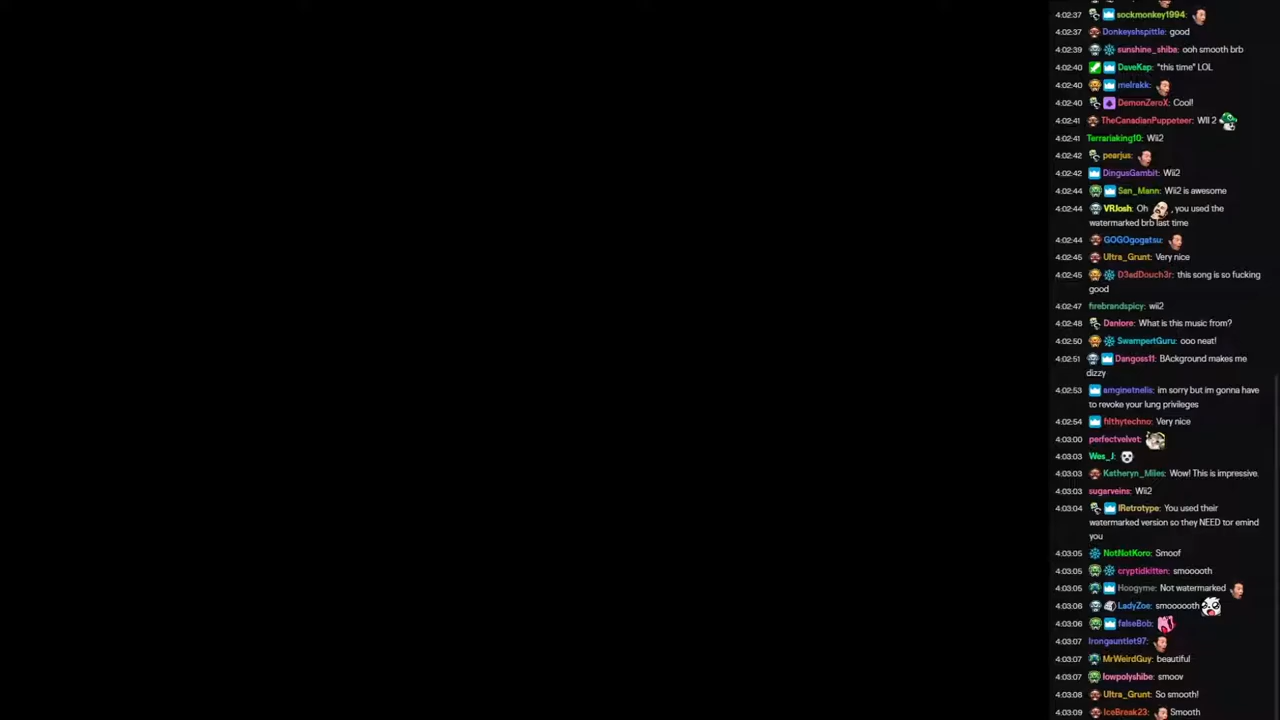 4:02:37 sockmonkey1994:
4:02:37 Donkeyshspittle: good
4:02:39 sunshine_shiba: ooh smooth brb
4:02:40 DaveKap: "this time" LOL
4:02:40 melrakk:
4:02:40 DemonZeroX: Cool!
4:02:41 TheCanadianPuppeteer: WII 2
4:02:41 Terrariaking10: Wii2
4:02:42 pearjus:
4:02:42 DingusGambit: Wii2
4:02:44 San_Mann: Wii2 is awesome
4:02:44 VRJosh: Oh , you used the
watermarked brb last time
4:02:44 GOGOgogatsu:
4:02:45 Ultra_Grunt: Very nice
4:02:45 D3adDouch3r: this song is so fucking
good
4:02:47 firebrandspicy: wii2
4:02:48 Danlore: What is this music from?
4:02:50 SwampertGuru: ooo neat!
4:02:51 Dangoss11: BAckground makes me
dizzy
4:02:53 amginetnelis: im sorry but im gonna have
to revoke your lung privileges
4:02:54 filthytechno: Very nice
4:03:00 perfectvelvet:
4:03:03 Wes_J:
4:03:03 Katheryn_Miles: Wow! This is impressive.
4:03:03 sugarveins: Wii2
4:03:04 IRetrotype: You used their
watermarked version so they NEED tor emind
you
4:03:05 NotNotKoro: Smoof
4:03:05 cryptidkitten: smooooth
4:03:05 Hoogyme: Not watermarked
4:03:06 LadyZoe: smoooooth
4:03:06 falseBob:
4:03:07 Irongauntlet97:
4:03:07 MrWeirdGuy: beautiful
4:03:07 lowpolyshibe: smoov
4:03:08 Ultra_Grunt: So smooth!
4:03:09 IceBreak23: Smooth